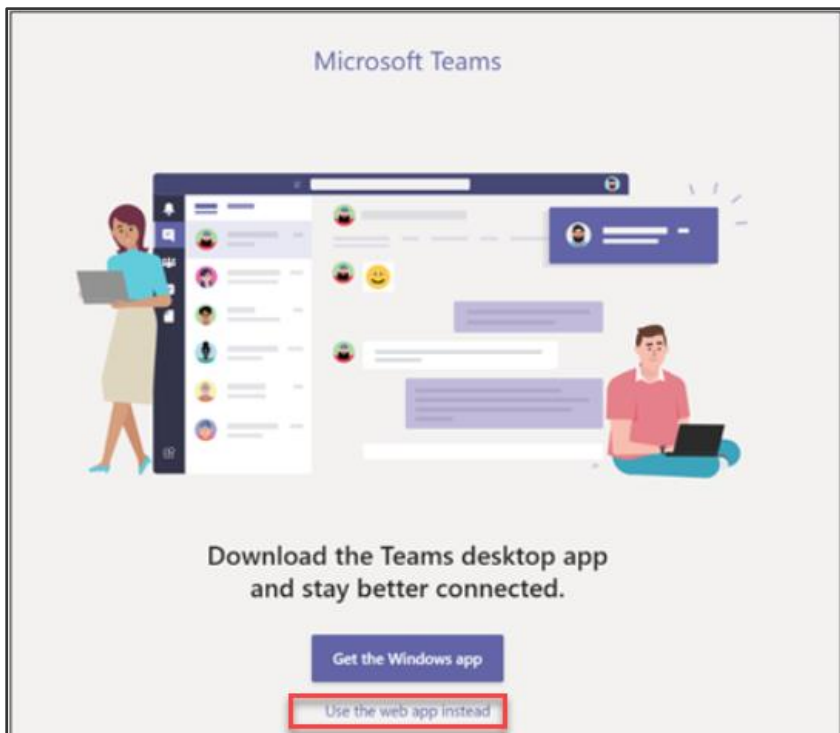 Microsoft Teams
Download the Teams desktop app
and stay better connected.
Get the Windows app
Use the web app instead